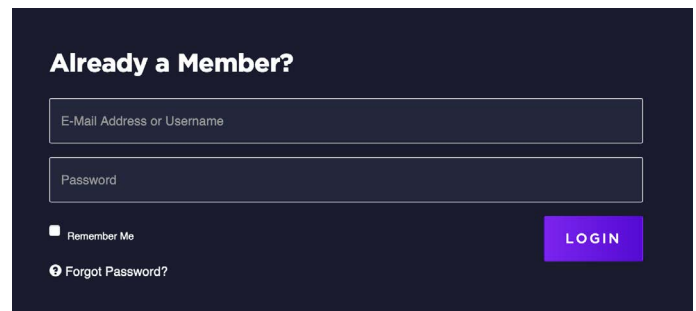 Already a Member?
E-Mail Address or Username
Password
Remember Me
LOGIN
Forgot Password?